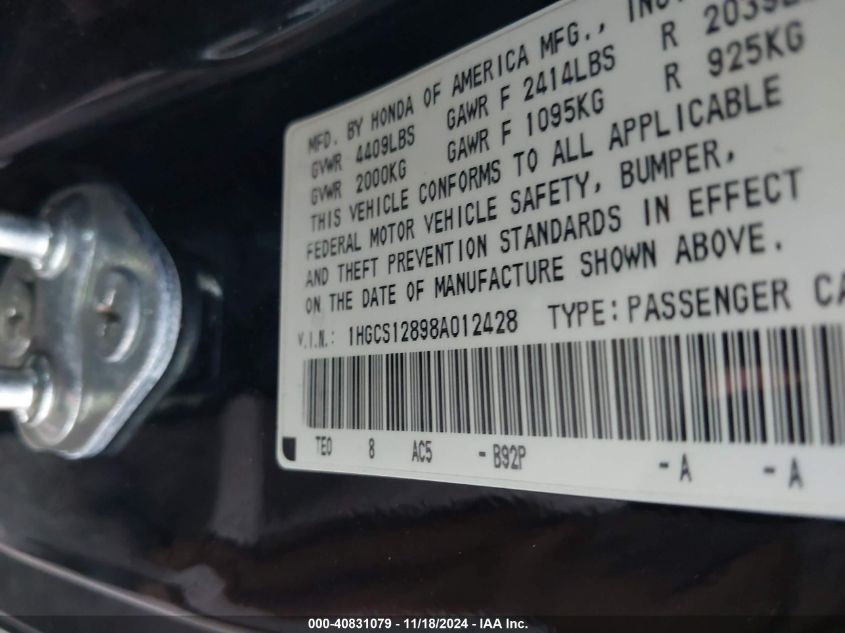 MFD. BY HONDA OF AMERICA MFG.,
GVWR 4409LBS GAWR F 2414LBS R
GVWR 2000KG GAWR F 1095KG R 925KG
THIS VEHICLE CONFORMS TO ALL APPLICABLE
FEDERAL MOTOR VEHICLE SAFETY, BUMPER,
AND THEFT PREVENTION STANDARDS IN EFFECT
ON THE DATE OF MANUFACTURE SHOWN ABOVE.
V.I.N.: 1HGCS12898A012428 TYPE:PASSENGER CA
TE0 8 AC5 -B92P -A -A
000-40831079 - 11/18/2024 - IAA Inc.